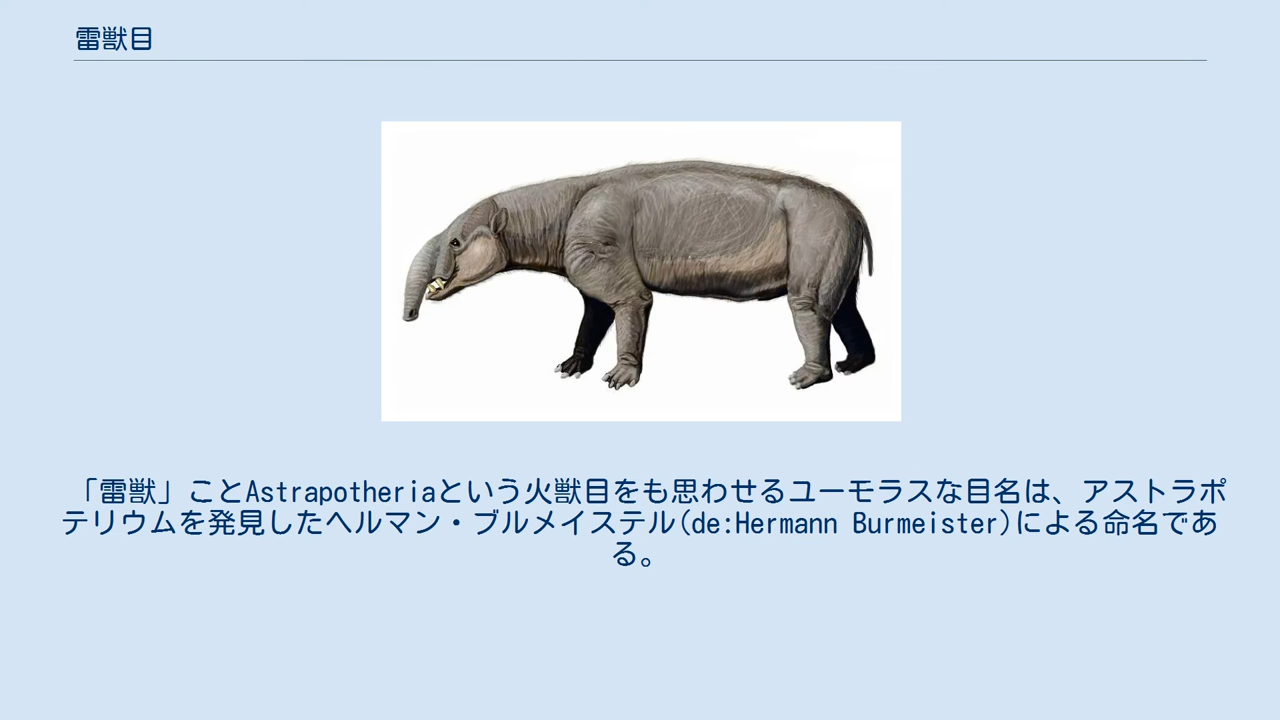 雷獣目
「雷獣」ことAstrapotheriaという火獣目をも思わせるユーモラスな目名は、アストラポ
テリウムを発見したヘルマン・ブルメイステル(de:Hermann Burmeister)による命名であ
る。